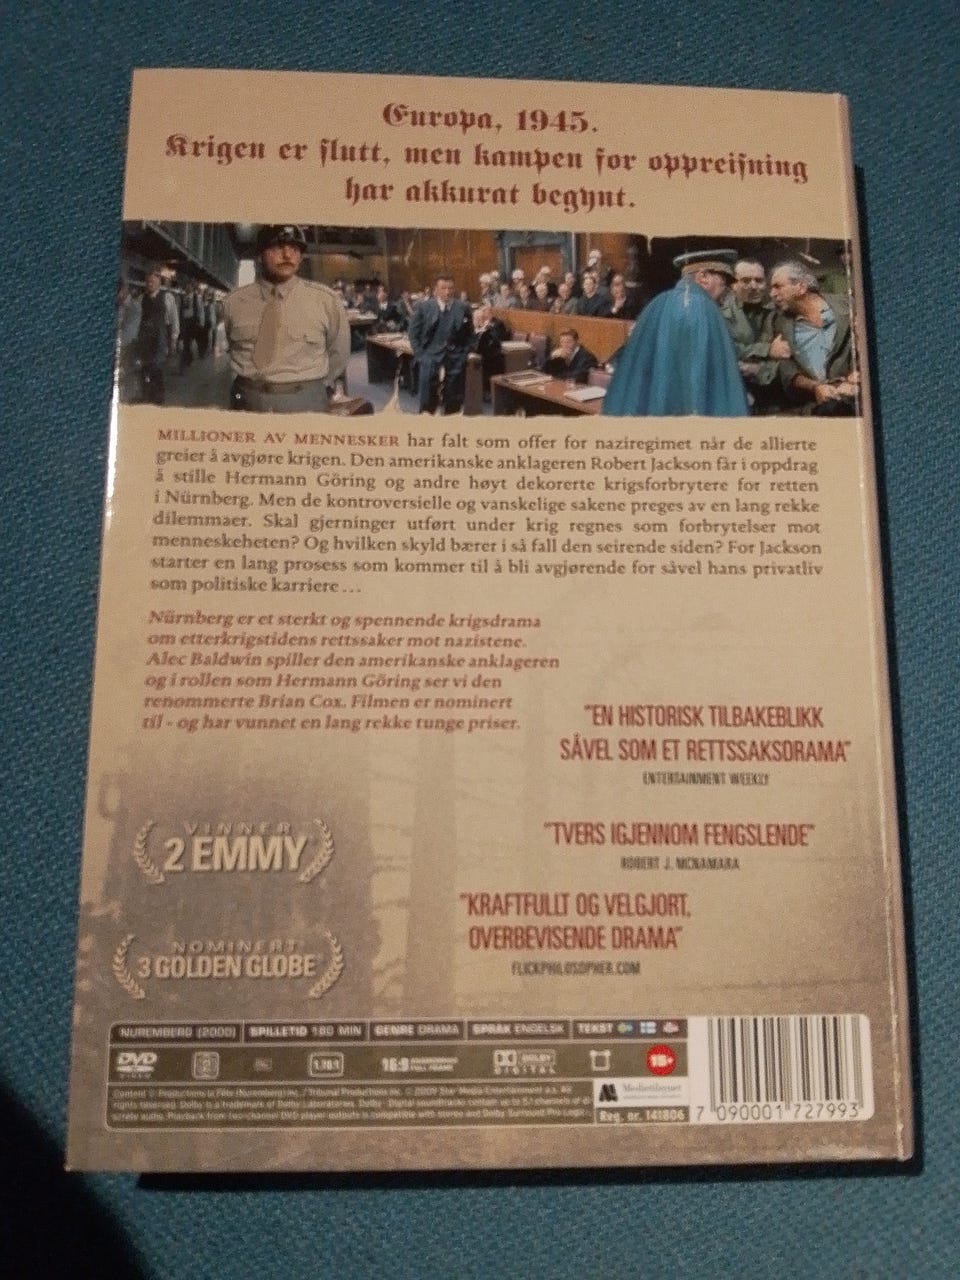 Europa, 1945.
Krigen er slutt, men kampen for oppreisning
har akkurat begynt.
MILLIONER AV MENNESKER har falt som offer for naziregimet når de allierte
greier å avgjøre krigen. Den amerikanske anklageren Robert Jackson får i oppdrag
å stille Hermann Göring og andre høyt dekorerte krigsforbrytere for retten
i Nürnberg. Men de kontroversielle og vanskelige sakene preges av en lang rekke
dilemmaer. Skal gjerninger utført under krig regnes som forbrytelser mot
menneskeheten? Og hvilken skyld bærer i så fall den seirende siden? For Jackson
starter en lang prosess som kommer til å bli avgjørende for såvel hans privatliv
som politiske karriere ...
Nürnberg er et sterkt og spennende krigsdrama
om etterkrigstidens rettssaker mot nazistene.
Alec Baldwin spiller den amerikanske anklageren
og i rollen som Hermann Göring ser vi den
renommerte Brian Cox. Filmen er nominert
til - og har vunnet en lang rekke tunge priser.
"EN HISTORISK TILBAKEBLIKK
SÅVEL SOM ET RETTSSAKSDRAMA"
ENTERTAINMENT WEEKLY
"TVERS IGJENNOM FENGSLENDE"
ROBERT J. MCNAMARA
"KRAFTFULLT OG VELGJORT,
OVERBEVISENDE DRAMA"
FLICKPHILOSOPHER.COM
VINNER
2 EMMY
NOMINERT
3 GOLDEN GLOBE
NUREMBERG (2000) SPILLETID 180 MIN GENRE DRAMA SPRÅK ENGELSK TEKST
DVD VIDEO 1.78:1 16:9 FULL FRAME DOLBY DIGITAL 15+
Medietilsynet
Reg. nr. 141806
7 090001 727993